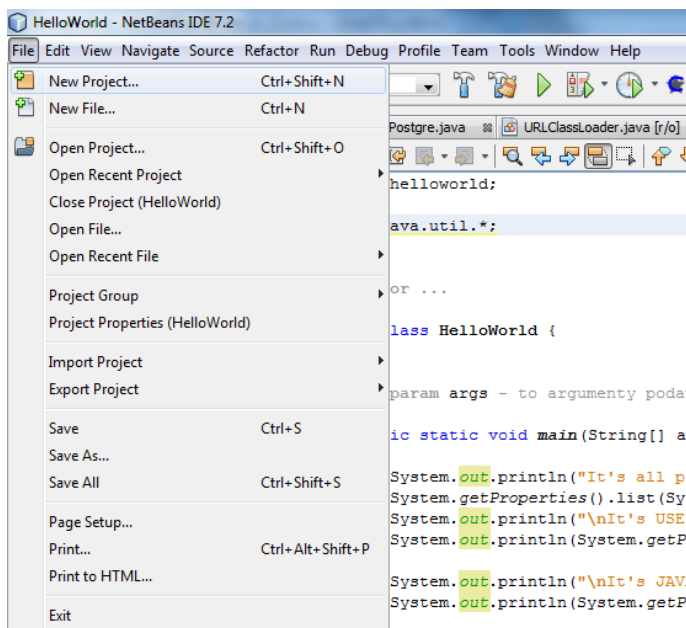 HelloWorld - NetBeans IDE 7.2
File Edit View Navigate Source Refactor Run Debug Profile Team Tools Window Help
New Project... Ctrl+Shift+N
New File... Ctrl+N
Open Project... Ctrl+Shift+O
Open Recent Project
Close Project (HelloWorld)
Open File...
Open Recent File
Project Group
Project Properties (HelloWorld)
Import Project
Export Project
Save Ctrl+S
Save As...
Save All Ctrl+Shift+S
Page Setup...
Print... Ctrl+Alt+Shift+P
Print to HTML...
Exit
Postgre.java URLClassLoader.java [r/o]
helloworld;
ava.util.*;
or ...
lass HelloWorld {
param args - to argumenty poda
ic static void main(String[] a
System.out.println("It's all p
System.getProperties().list(Sy
System.out.println("\nIt's USE
System.out.println(System.getP
System.out.println("\nIt's JAV
System.out.println(System.getP